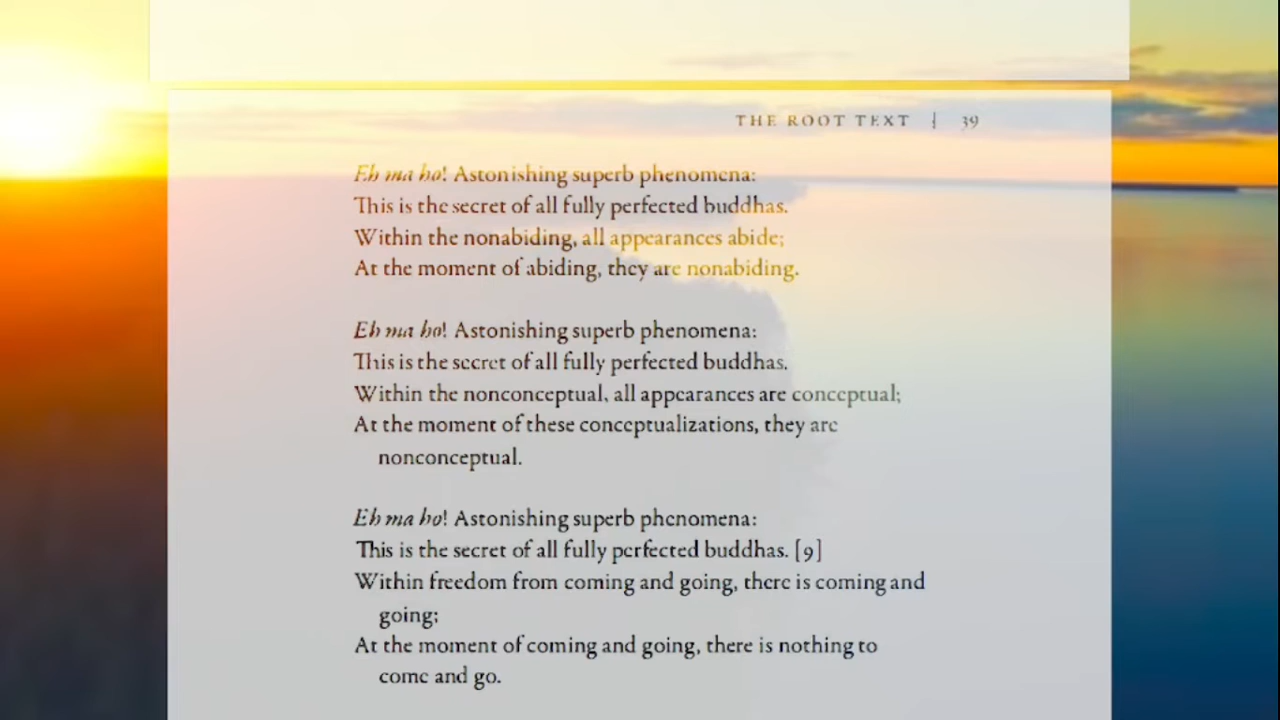 THE ROOT TEXT | 39
Eh ma ho! Astonishing superb phenomena:
This is the secret of all fully perfected buddhas.
Within the nonabiding, all appearances abide;
At the moment of abiding, they are nonabiding.
Eh ma ho! Astonishing superb phenomena:
This is the secret of all fully perfected buddhas.
Within the nonconceptual, all appearances are conceptual;
At the moment of these conceptualizations, they are
nonconceptual.
Eh ma ho! Astonishing superb phenomena:
This is the secret of all fully perfected buddhas. [9]
Within freedom from coming and going, there is coming and
going;
At the moment of coming and going, there is nothing to
come and go.